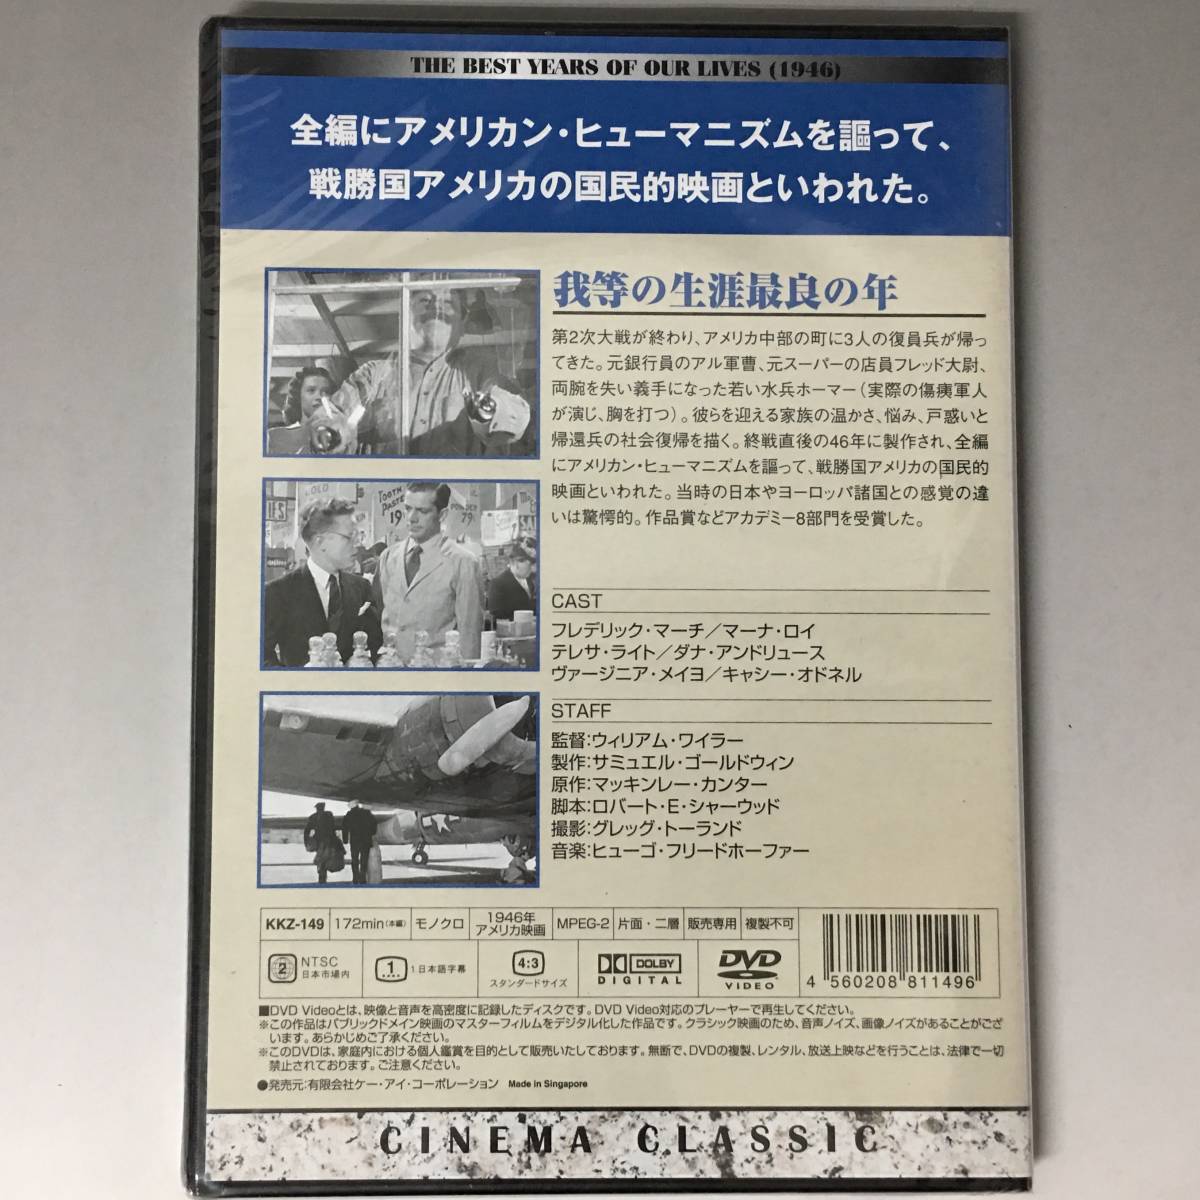 THE BEST YEARS OF OUR LIVES (1946)
全編にアメリカン・ヒューマニズムを謳って、
戦勝国アメリカの国民的映画といわれた。
我等の生涯最良の年
第2次大戦が終わり、アメリカ中部の町に3人の復員兵が帰っ
てきた。元銀行員のアル軍曹、元スーパーの店員フレッド大尉、
両腕を失い義手になった若い水兵ホーマー（実際の傷痍軍人
が演じ、胸を打つ）。彼らを迎える家族の温かさ、悩み、戸惑いと
帰還兵の社会復帰を描く。終戦直後の46年に製作され、全編
にアメリカン・ヒューマニズムを謳って、戦勝国アメリカの国民的
映画といわれた。当時の日本やヨーロッパ諸国との感覚の違
いは驚愕的。作品賞などアカデミー8部門を受賞した。
TOOTH
PASTE
19
POWDER
79
CAST
フレデリック・マーチ／マーナ・ロイ
テレサ・ライト／ダナ・アンドリュース
ヴァージニア・メイヨ／キャシー・オドネル
STAFF
監督:ウィリアム・ワイラー
製作:サミュエル・ゴールドウィン
原作:マッキンレー・カンター
脚本:ロバート・E・シャーウッド
撮影:グレッグ・トーランド
音楽:ヒューゴ・フリードホーファー
KKZ-149 172min(本編) モノクロ 1946年 アメリカ映画 MPEG-2 片面・二層 販売専用 複製不可
2 NTSC 日本市場内 1 1.日本語字幕 4:3 スタンダードサイズ DOLBY DIGITAL DVD VIDEO
4 560208 811496
■DVD Videoとは、映像と音声を高密度に記録したディスクです。DVD Video対応のプレーヤーで再生してください。
※この作品はパブリックドメイン映画のマスターフィルムをデジタル化した作品です。クラシック映画のため、音声ノイズ、画像ノイズがあることがござ
います。あらかじめご了承ください。
※このDVDは、家庭内における個人鑑賞を目的として販売いたしております。無断で、DVDの複製、レンタル、放送上映などを行うことは、法律で一切
禁止されております。ご注意ください。
●発売元:有限会社ケー・アイ・コーポレーション Made in Singapore
CINEMA CLASSIC